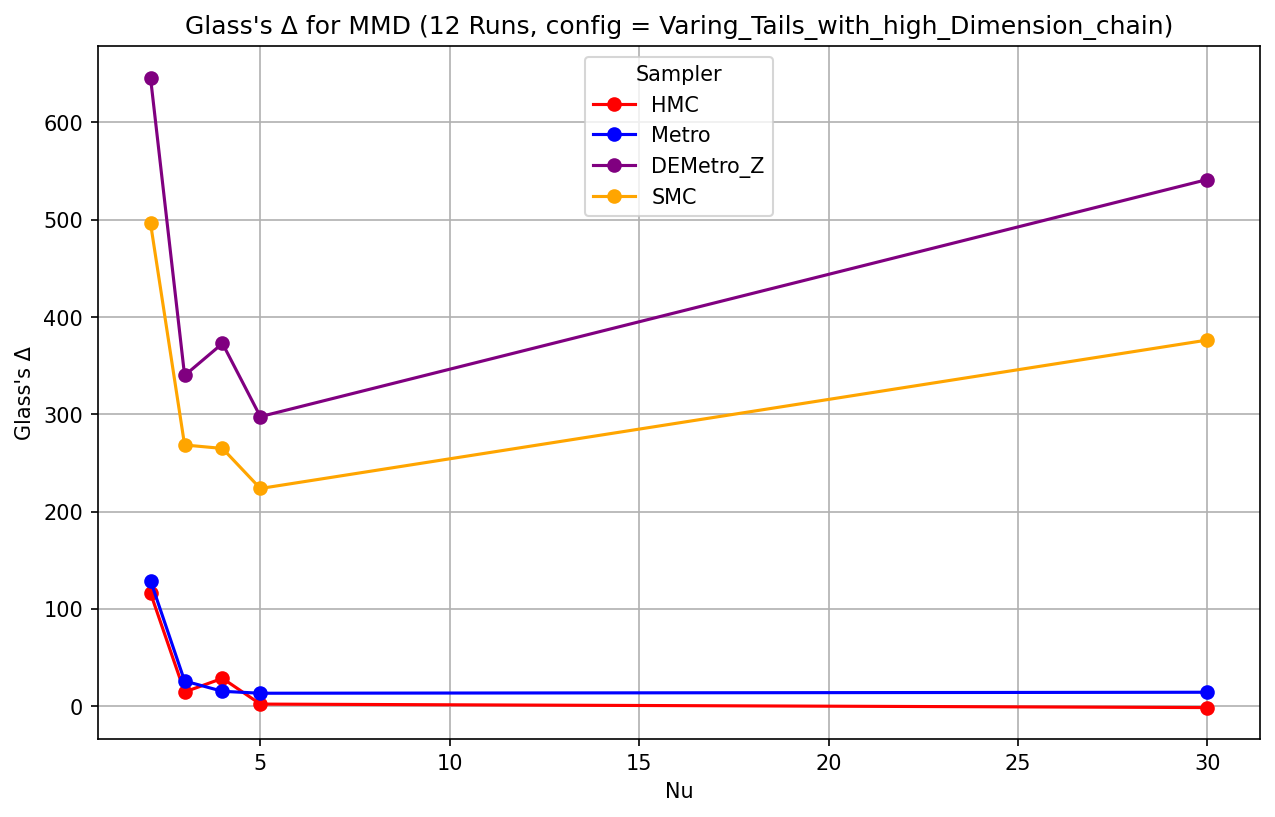 Glass's Δ for MMD (12 Runs, config = Varing_Tails_with_high_Dimension_chain)
Sampler
HMC
Metro
DEMetro_Z
SMC
Glass's Δ
600
500
400
300
200
100
0
5 10 15 20 25 30
Nu